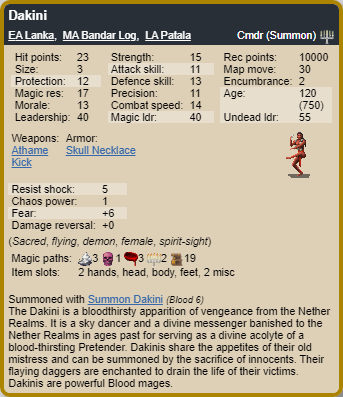 Dakini
EA Lanka, MA Bandar Log, LA Patala Cmdr (Summon)
Hit points: 23 Strength: 15 Rec points: 10000
Size: 3 Attack skill: 11 Map move: 30
Protection: 12 Defence skill: 13 Encumbrance: 2
Magic res: 17 Precision: 11 Age: 120
Morale: 13 Combat speed: 14 (750)
Leadership: 40 Magic ldr: 40 Undead ldr: 55
Weapons: Armor:
Athame Skull Necklace
Kick
Resist shock: 5
Chaos power: 1
Fear: +6
Damage reversal: +0
(Sacred, flying, demon, female, spirit-sight)
Magic paths: 3 1 3 2 19
Item slots: 2 hands, head, body, feet, 2 misc
Summoned with Summon Dakini (Blood 6)
The Dakini is a bloodthirsty apparition of vengeance from the Nether
Realms. It is a sky dancer and a divine messenger banished to the
Nether Realms in ages past for serving as a divine acolyte of a
blood-thirsting Pretender. Dakinis share the appetites of their old
mistress and can be summoned by the sacrifice of innocents. Their
flaying daggers are enchanted to drain the life of their victims.
Dakinis are powerful Blood mages.